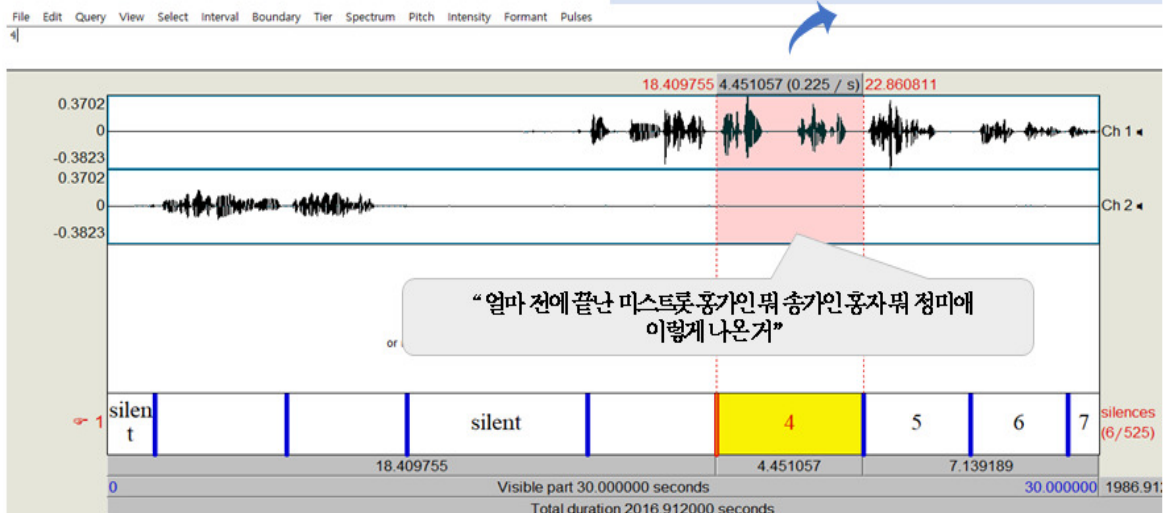 File Edit Query View Select Interval Boundary Tier Spectrum Pitch Intensity Formant Pulses
4
18.409755 4.451057 (0.225 / s) 22.860811
0.3702
0
-0.3823
Ch 1
0.3702
0
-0.3823
Ch 2
“ 얼마 전에 끝난 미스트롯 홍가인 뭐 송가인 홍자 뭐 정미애
이렇게 나온 거”
or
1
silen
t
silent
4
5
6
7
silences
(6/525)
18.409755 4.451057 7.139189
0 Visible part 30.000000 seconds 30.000000 1986.912
Total duration 2016.912000 seconds